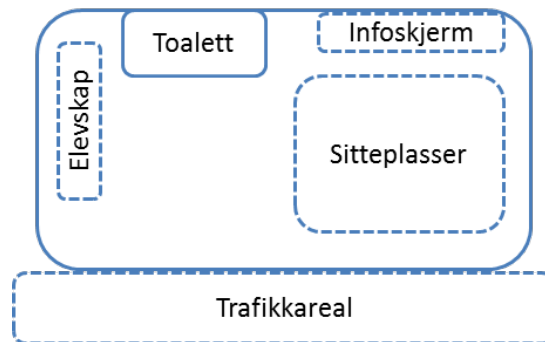 Toalett
Infoskjerm
Elevskap
Sitteplasser
Trafikkareal